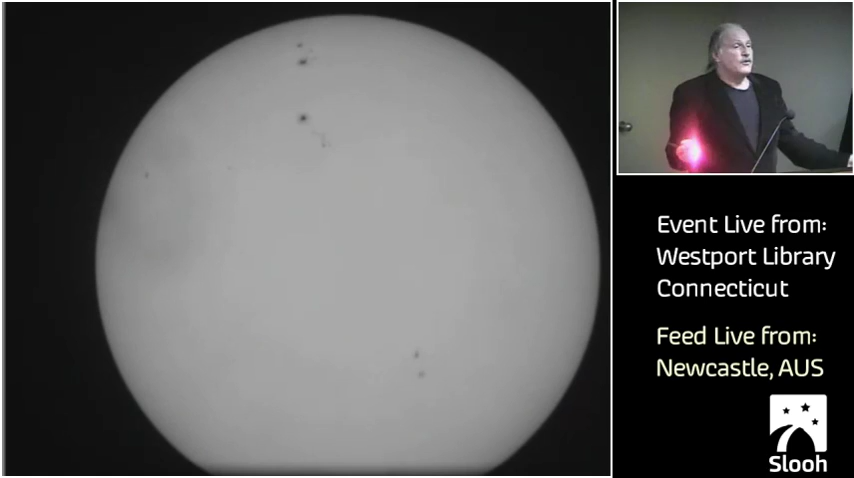 Event Live from:
Westport Library
Connecticut
Feed Live from:
Newcastle, AUS
Slooh